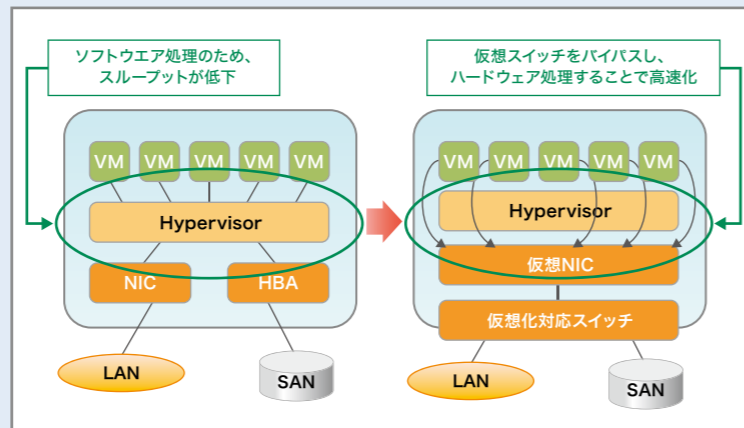 ソフトウエア処理のため、
スループットが低下
仮想スイッチをバイパスし、
ハードウェア処理することで高速化
VM VM VM VM VM
Hypervisor
NIC HBA
LAN
SAN
VM VM VM VM VM
Hypervisor
仮想NIC
仮想化対応スイッチ
LAN
SAN